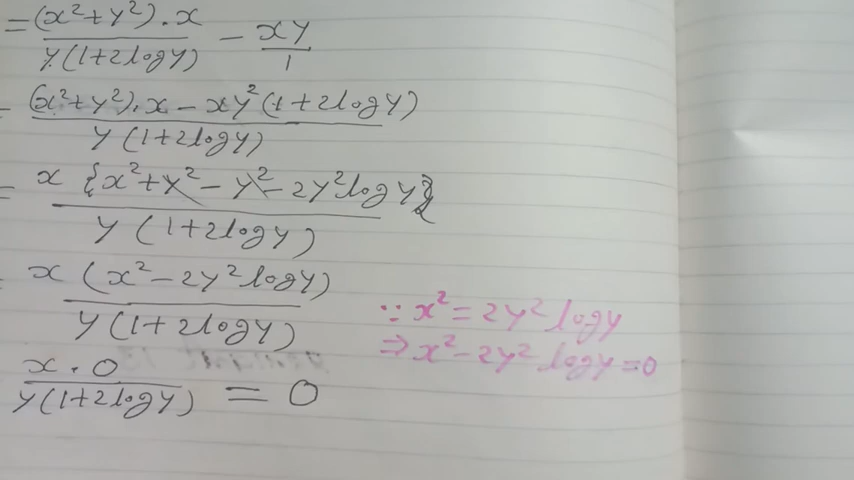 = (x²+y²).x / y(1+2logy) - xy / 1
= (x²+y²).x - xy²(1+2logy) / y(1+2logy)
= x {x²+y²-y²-2y²logy} / y(1+2logy)
= x (x²-2y²logy) / y(1+2logy)
∵ x² = 2y² logy
⇒ x²-2y² logy=0
x.0 / y(1+2logy) = 0